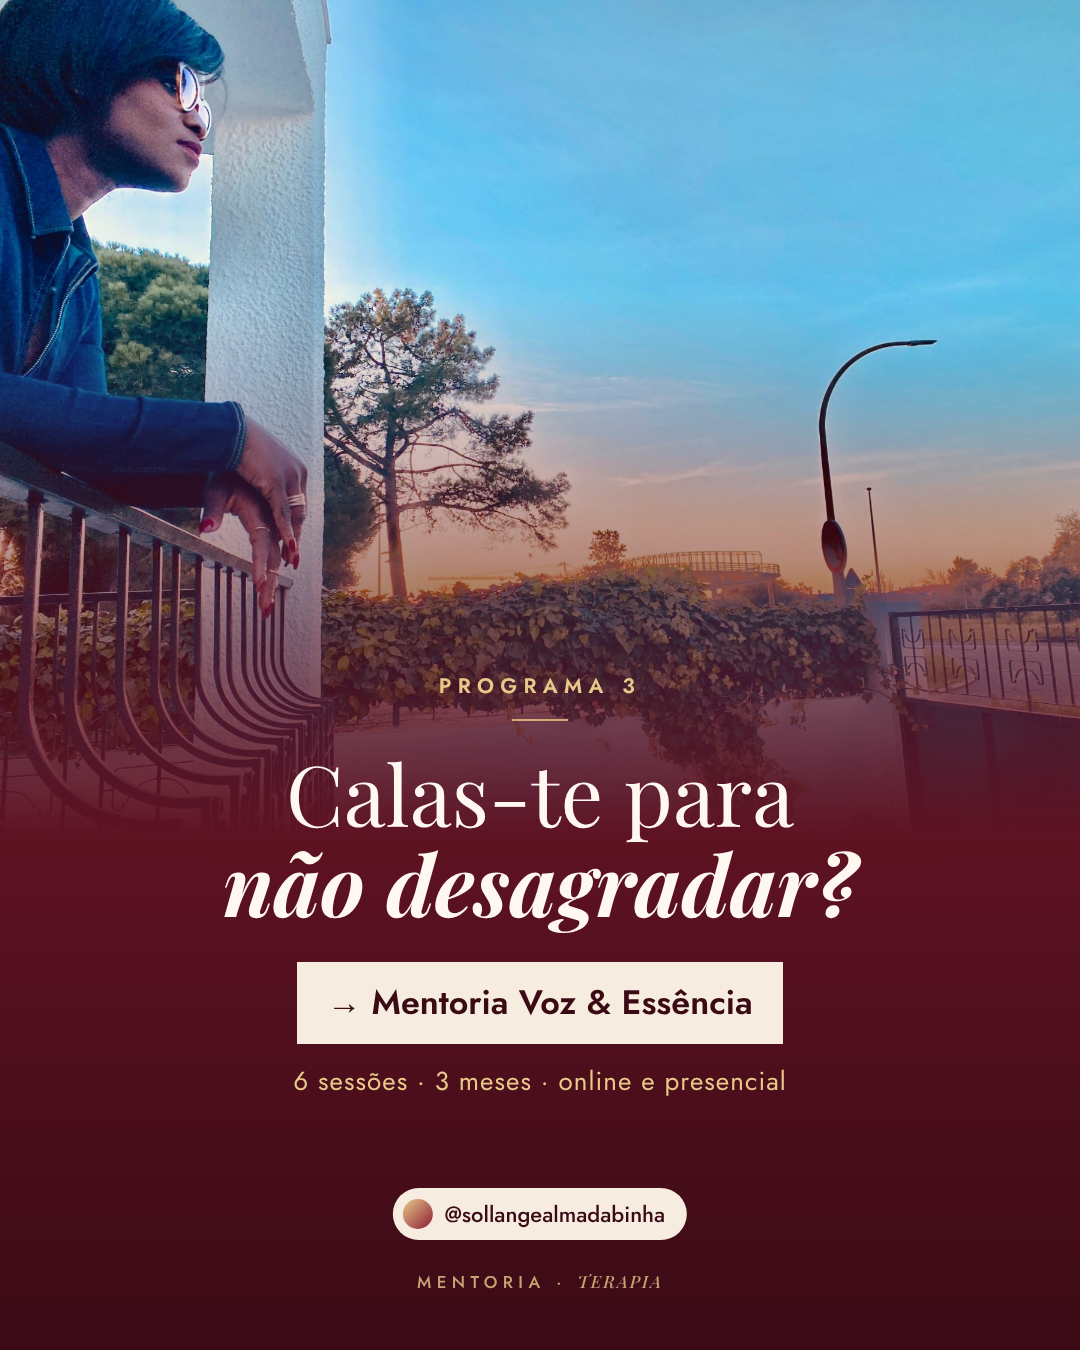 PROGRAMA 3
Calas-te para
não desagradar?
→ Mentoria Voz & Essência
6 sessões · 3 meses · online e presencial
@sollangealmadabinha
MENTORIA · TERAPIA